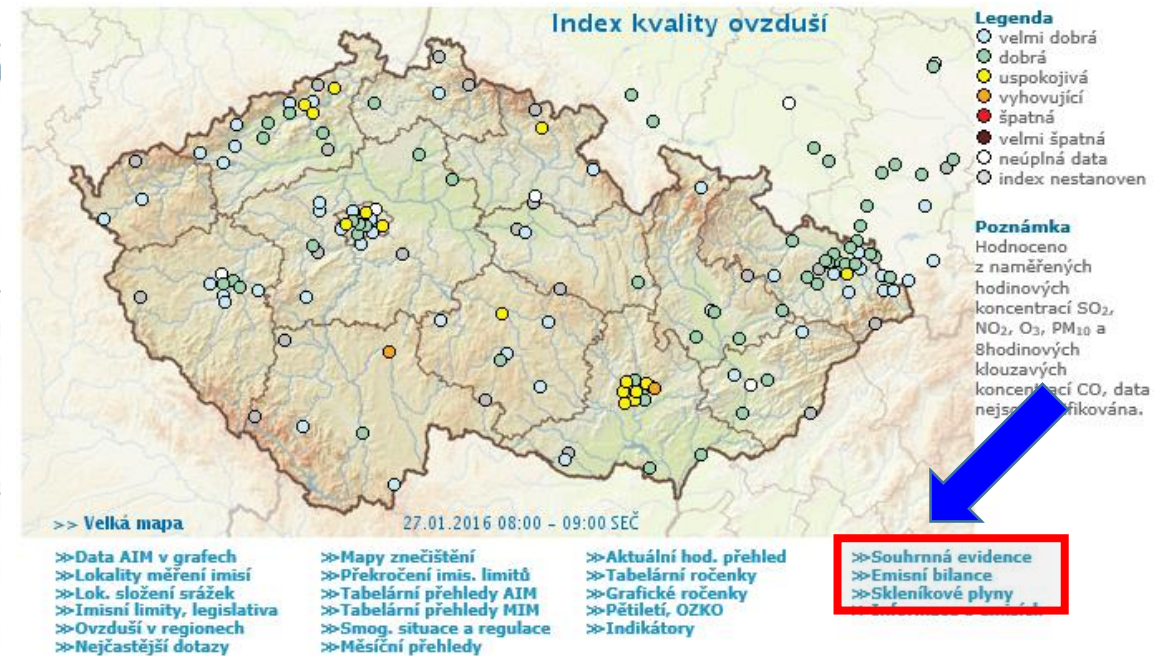 Index kvality ovzduší
Legenda
velmi dobrá
dobrá
uspokojivá
vyhovující
špatná
velmi špatná
neúplná data
index nestanoven
Poznámka
Hodnoceno
z naměřených
hodinových
koncentrací SO₂,
NO₂, O₃, PM₁₀ a
8hodinových
klouzavých
CO, data
>> Velká mapa
27.01.2016 08:00 – 09:00 SEČ
>>Data AIM v grafech
>>Lokality měření imisí
>>Lok. složení srážek
>>Imisní limity, legislativa
>>Ovzduší v regionech
>>Nejčastější dotazy
>>Mapy znečištění
>>Překročení imis. limitů
>>Tabelární přehledy AIM
>>Tabelární přehledy MIM
>>Smog. situace a regulace
>>Měsíční přehledy
>>Aktuální hod. přehled
>>Tabelární ročenky
>>Grafické ročenky
>>Pětiletí, OZKO
>>Indikátory
>>Souhrnná evidence
>>Emisní bilance
>>Skleníkové plyny